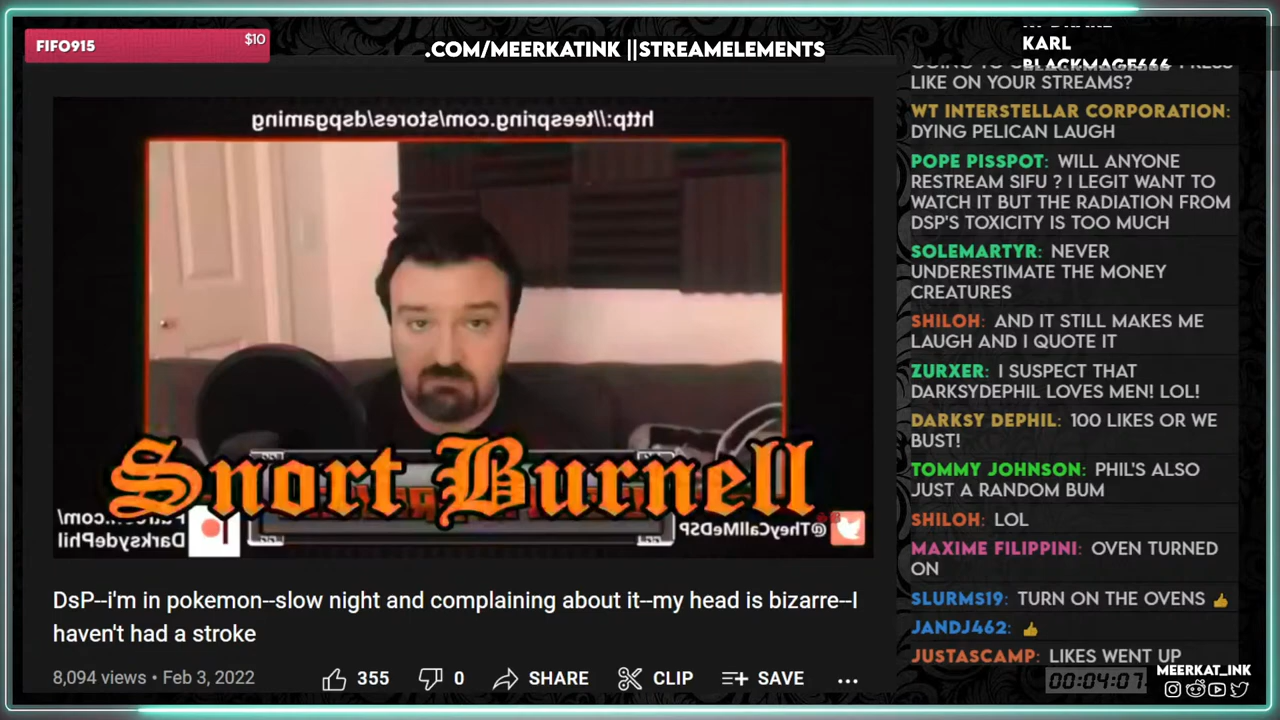 FIFO915
$10
.COM/MEERKATINK ||STREAMELEMENTS
KARL
BLACKMAGE666
http://teespring.com/stores/dspgaming
Snort Burnell
DarksydePhil
@TheyCallMeDSP
DsP--i'm in pokemon--slow night and complaining about it--my head is bizarre--I
haven't had a stroke
8,094 views • Feb 3, 2022
355
0
SHARE
CLIP
SAVE
...
LIKE ON YOUR STREAMS?
WT INTERSTELLAR CORPORATION:
DYING PELICAN LAUGH
POPE PISSPOT: WILL ANYONE
RESTREAM SIFU ? I LEGIT WANT TO
WATCH IT BUT THE RADIATION FROM
DSP'S TOXICITY IS TOO MUCH
SOLEMARTYR: NEVER
UNDERESTIMATE THE MONEY
CREATURES
SHILOH: AND IT STILL MAKES ME
LAUGH AND I QUOTE IT
ZURXER: I SUSPECT THAT
DARKSYDEPHIL LOVES MEN! LOL!
DARKSY DEPHIL: 100 LIKES OR WE
BUST!
TOMMY JOHNSON: PHIL'S ALSO
JUST A RANDOM BUM
SHILOH: LOL
MAXIME FILIPPINI: OVEN TURNED
ON
SLURMS19: TURN ON THE OVENS 👍
JANDJ462: 👍
JUSTASCAMP: LIKES WENT UP
00:04:07
MEERKAT_INK